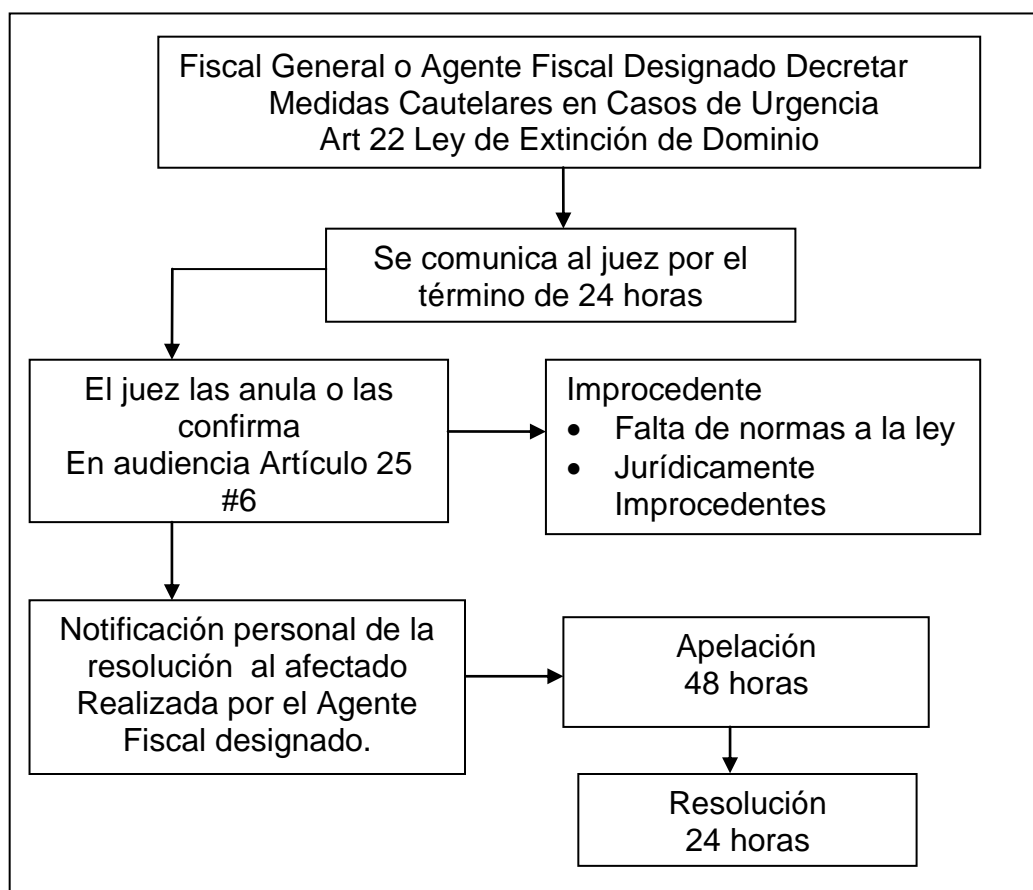 Fiscal General o Agente Fiscal Designado Decretar
Medidas Cautelares en Casos de Urgencia
Art 22 Ley de Extinción de Dominio
Se comunica al juez por el
término de 24 horas
El juez las anula o las
confirma
En audiencia Artículo 25
#6
Improcedente
• Falta de normas a la ley
• Jurídicamente
Improcedentes
Notificación personal de la
resolución al afectado
Realizada por el Agente
Fiscal designado.
Apelación
48 horas
Resolución
24 horas